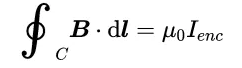 ∮_C B · dl = μ₀I_enc